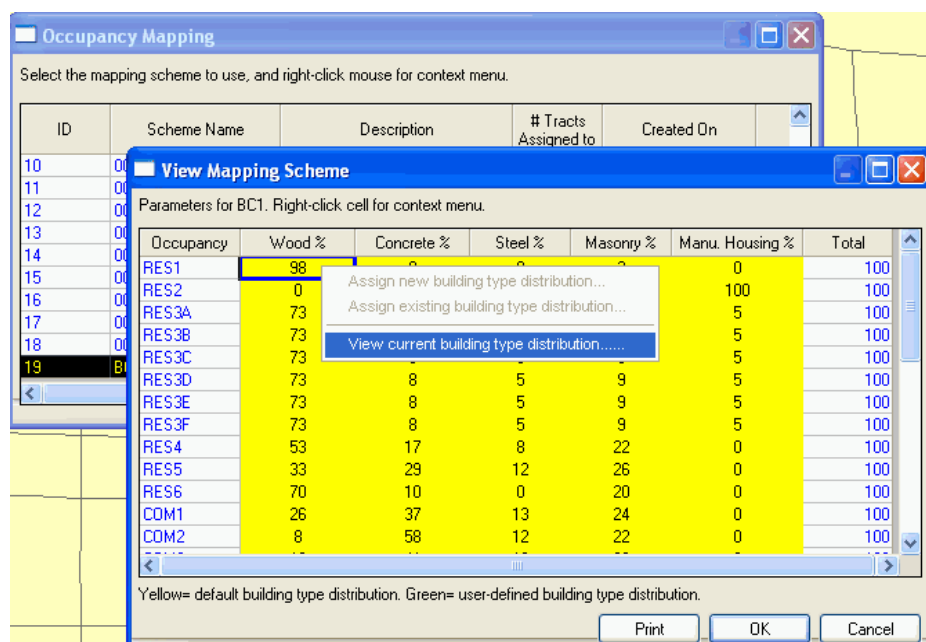 Occupancy Mapping
Select the mapping scheme to use, and right-click mouse for context menu.
ID Scheme Name Description # Tracts Assigned to Created On
10
11
12
13
14
15
16
17
18
19
View Mapping Scheme
Parameters for BC1. Right-click cell for context menu.
Occupancy Wood % Concrete % Steel % Masonry % Manu. Housing % Total
RES1 98 0 100
RES2 0 100 100
RES3A 73 5 100
RES3B 73 5 100
RES3C 73 5 100
RES3D 73 8 5 9 5 100
RES3E 73 8 5 9 5 100
RES3F 73 8 5 9 5 100
RES4 53 17 8 22 0 100
RES5 33 29 12 26 0 100
RES6 70 10 0 20 0 100
COM1 26 37 13 24 0 100
COM2 8 58 12 22 0 100
Assign new building type distribution...
Assign existing building type distribution...
View current building type distribution......
Yellow= default building type distribution. Green= user-defined building type distribution.
Print OK Cancel